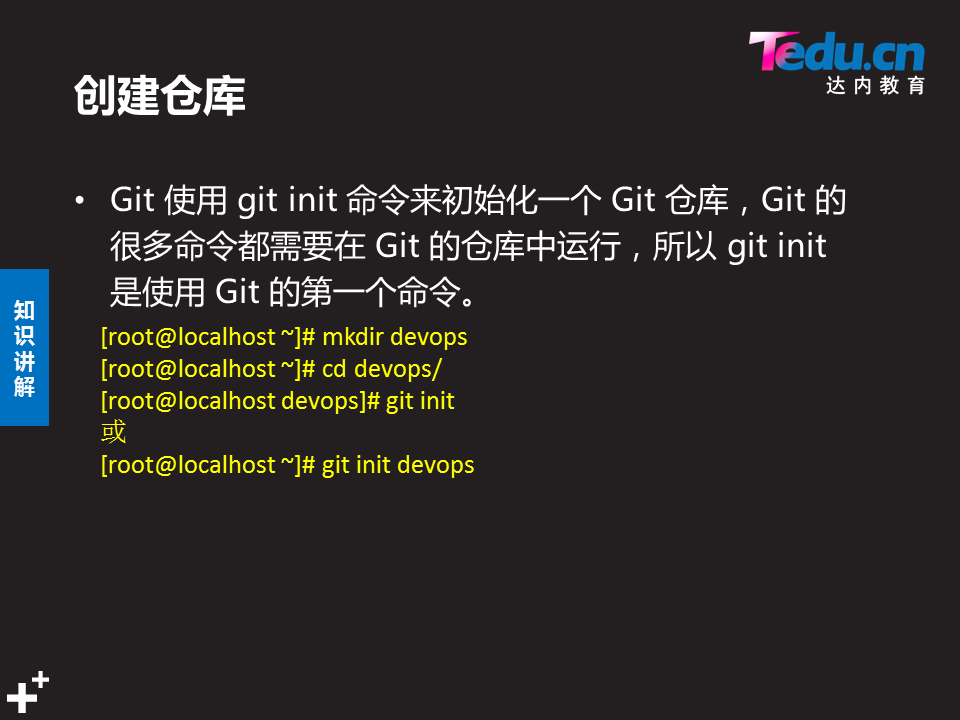 Tedu.cn
达内教育
创建仓库
• Git 使用 git init 命令来初始化一个 Git 仓库，Git 的
很多命令都需要在 Git 的仓库中运行，所以 git init
是使用 Git 的第一个命令。
[root@localhost ~]# mkdir devops
[root@localhost ~]# cd devops/
[root@localhost devops]# git init
或
[root@localhost ~]# git init devops
知
识
讲
解